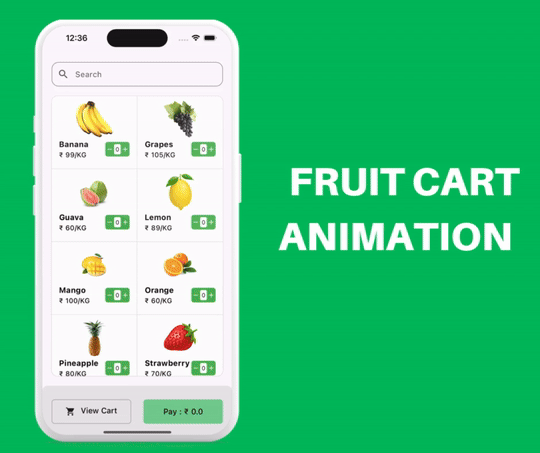 12:36
Search
Banana
₹ 99/KG
- 0 +
Grapes
₹ 105/KG
- 0 +
Guava
₹ 60/KG
- 0 +
Lemon
₹ 89/KG
- 0 +
Mango
₹ 100/KG
- 0 +
Orange
₹ 60/KG
- 0 +
Pineapple
₹ 80/KG
- 0 +
Strawberry
₹ 70/KG
- 0 +
View Cart
Pay : ₹ 0.0
FRUIT CART
ANIMATION